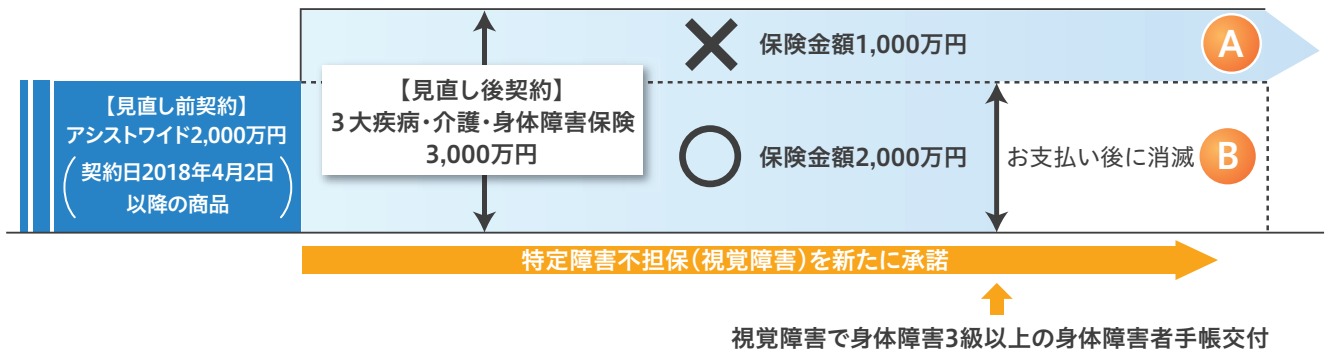 保険金額1,000万円
A
【見直し前契約】
アシストワイド2,000万円
(契約日2018年4月2日
以降の商品)
【見直し後契約】
3大疾病・介護・身体障害保険
3,000万円
保険金額2,000万円
お支払い後に消滅
B
特定障害不担保(視覚障害)を新たに承諾
視覚障害で身体障害3級以上の身体障害者手帳交付